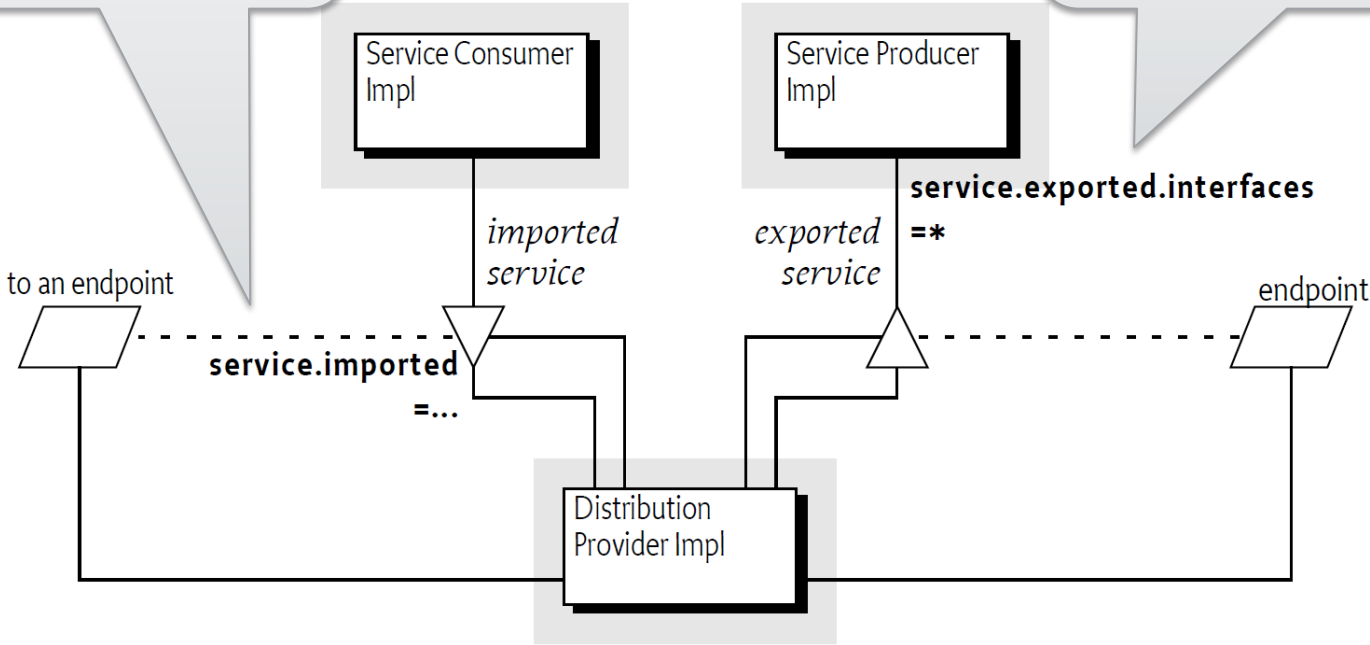 Service Consumer
Impl
Service Producer
Impl
service.exported.interfaces
=*
imported
service
exported
service
to an endpoint
endpoint
service.imported
=...
Distribution
Provider Impl